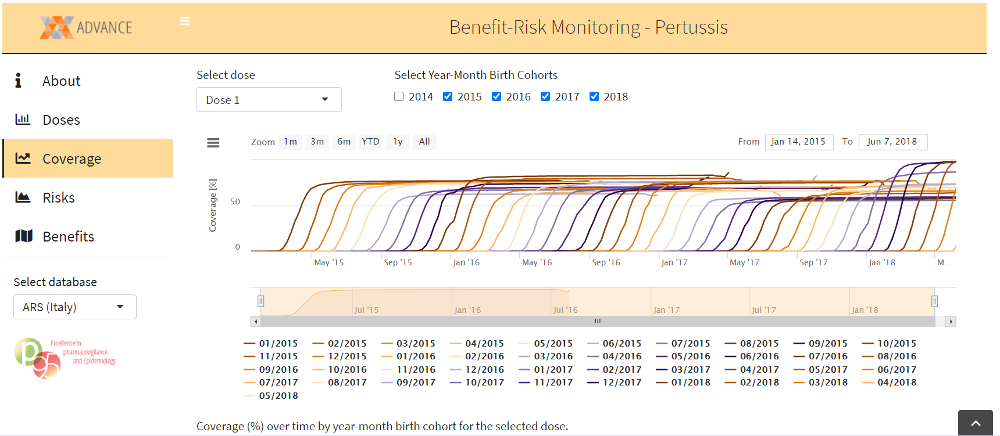 ADVANCE
Benefit-Risk Monitoring - Pertussis
About
Doses
Coverage
Risks
Benefits
Select database
ARS (Italy)
Excellence in
pharmacovigilance
and Epidemiology
Select dose
Dose 1
Select Year-Month Birth Cohorts
2014 2015 2016 2017 2018
Zoom 1m 3m 6m YTD 1y All
From Jan 14, 2015 To Jun 7, 2018
Coverage [%]
50
0
May '15 Sep '15 Jan '16 May '16 Sep '16 Jan '17 May '17 Sep '17 Jan '18 M...
Jul '15 Jan '16 Jul '16 Jan '17 Jul '17 Jan '18
01/2015 02/2015 03/2015 04/2015 05/2015 06/2015 07/2015 08/2015 09/2015 10/2015
11/2015 12/2015 01/2016 02/2016 03/2016 04/2016 05/2016 06/2016 07/2016 08/2016
09/2016 10/2016 11/2016 12/2016 01/2017 02/2017 03/2017 04/2017 05/2017 06/2017
07/2017 08/2017 09/2017 10/2017 11/2017 12/2017 01/2018 02/2018 03/2018 04/2018
05/2018
Coverage (%) over time by year-month birth cohort for the selected dose.